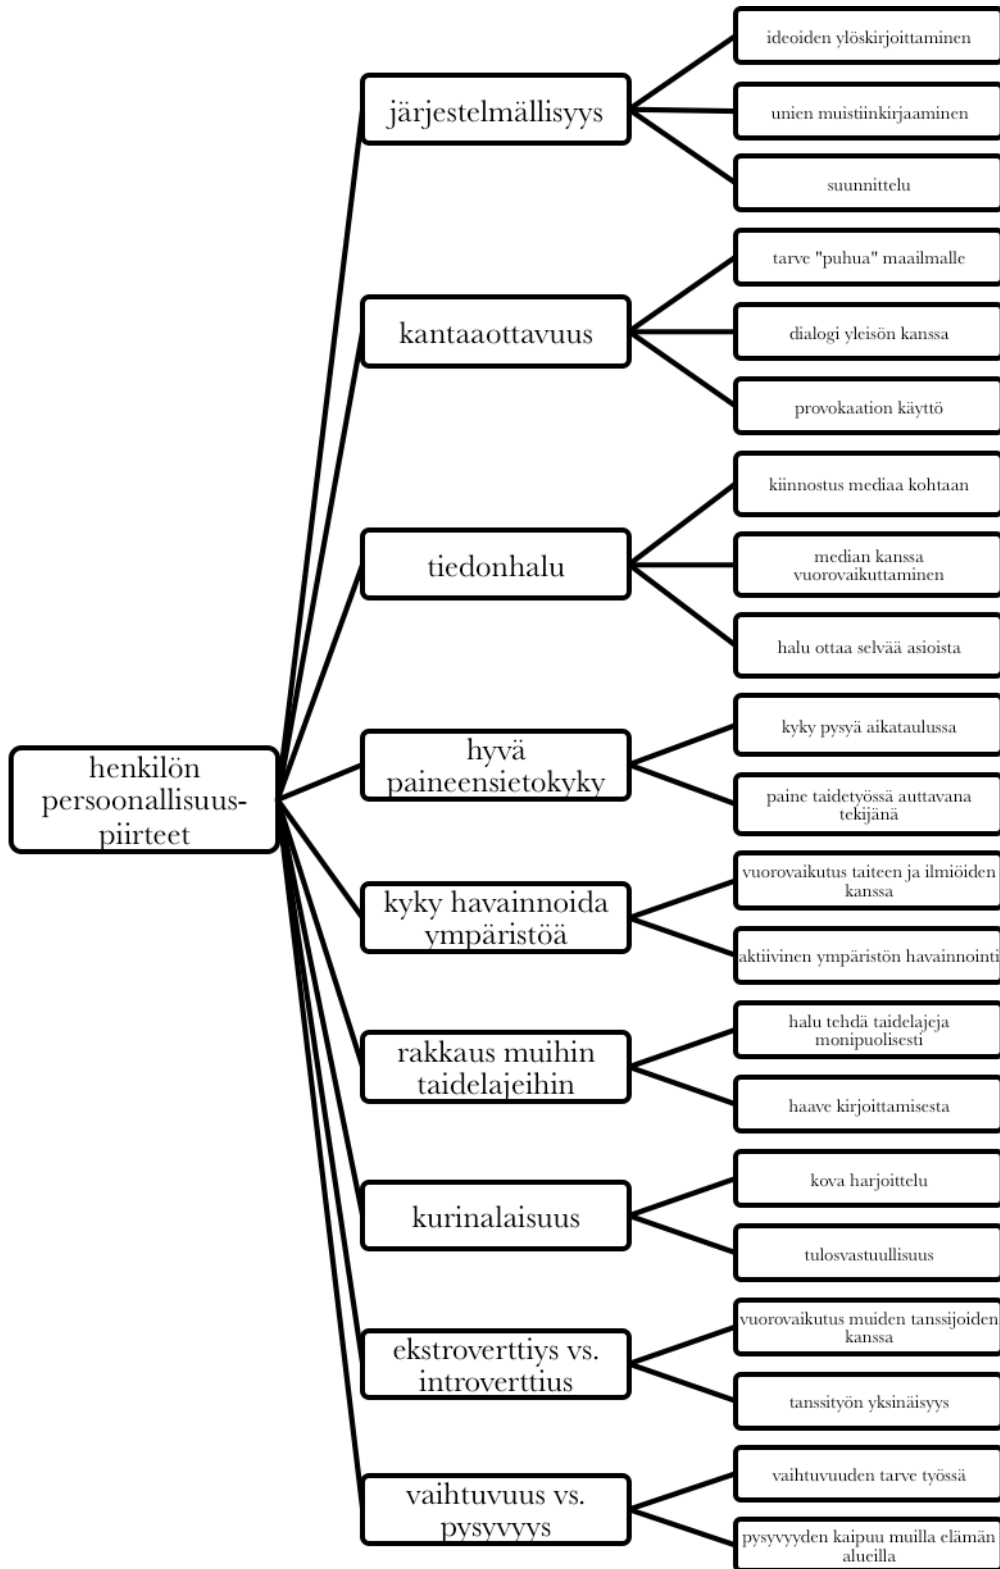 henkilön
persoonallisuus-
piirteet
järjestelmällisyys
ideoiden ylöskirjoittaminen
unien muistiinkirjaaminen
suunnittelu
kantaaottavuus
tarve "puhua" maailmalle
dialogi yleisön kanssa
provokaation käyttö
tiedonhalu
kiinnostus mediaa kohtaan
median kanssa
vuorovaikuttaminen
halu ottaa selvää asioista
hyvä
paineensietokyky
kyky pysyä aikataulussa
paine taidetyössä auttavana
tekijänä
kyky havainnoida
ympäristöä
vuorovaikutus taiteen ja ilmiöiden
kanssa
aktiivinen ympäristön havainnointi
rakkaus muihin
taidelajeihin
halu tehdä taidelajeja
monipuolisesti
haave kirjoittamisesta
kurinalaisuus
kova harjoittelu
tulosvastuullisuus
ekstroverttiys vs.
introverttius
vuorovaikutus muiden tanssijoiden
kanssa
tanssityön yksinäisyys
vaihtuvuus vs.
pysyvyys
vaihtuvuuden tarve työssä
pysyvyyden kaipuu muilla elämän
alueilla